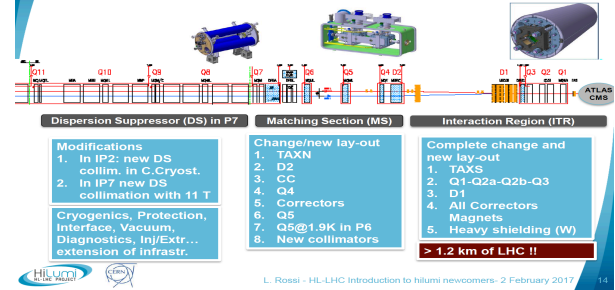 Q11
Q10
Q9
Q8
Q7
Q6
Q5
Q4
D2
D1
Q3
Q2
Q1
ATLAS
CMS
Dispersion Suppressor (DS) in P7
Matching Section (MS)
Interaction Region (ITR)
Modifications
1. In IP2: new DS
collim. in C.Cryost.
2. In IP7 new DS
collimation with 11 T
Cryogenics, Protection,
Interface, Vacuum,
Diagnostics, Inj/Extr…
extension of infrastr.
Change/new lay-out
1. TAXN
2. D2
3. CC
4. Q4
5. Correctors
6. Q5
7. Q5@1.9K in P6
8. New collimators
Complete change and
new lay-out
1. TAXS
2. Q1-Q2a-Q2b-Q3
3. D1
4. All Correctors
Magnets
5. Heavy shielding (W)
> 1.2 km of LHC !!
HiLumi
HL-LHC PROJECT
CERN
L. Rossi - HL-LHC Introduction to hilumi newcomers- 2 February 2017
14